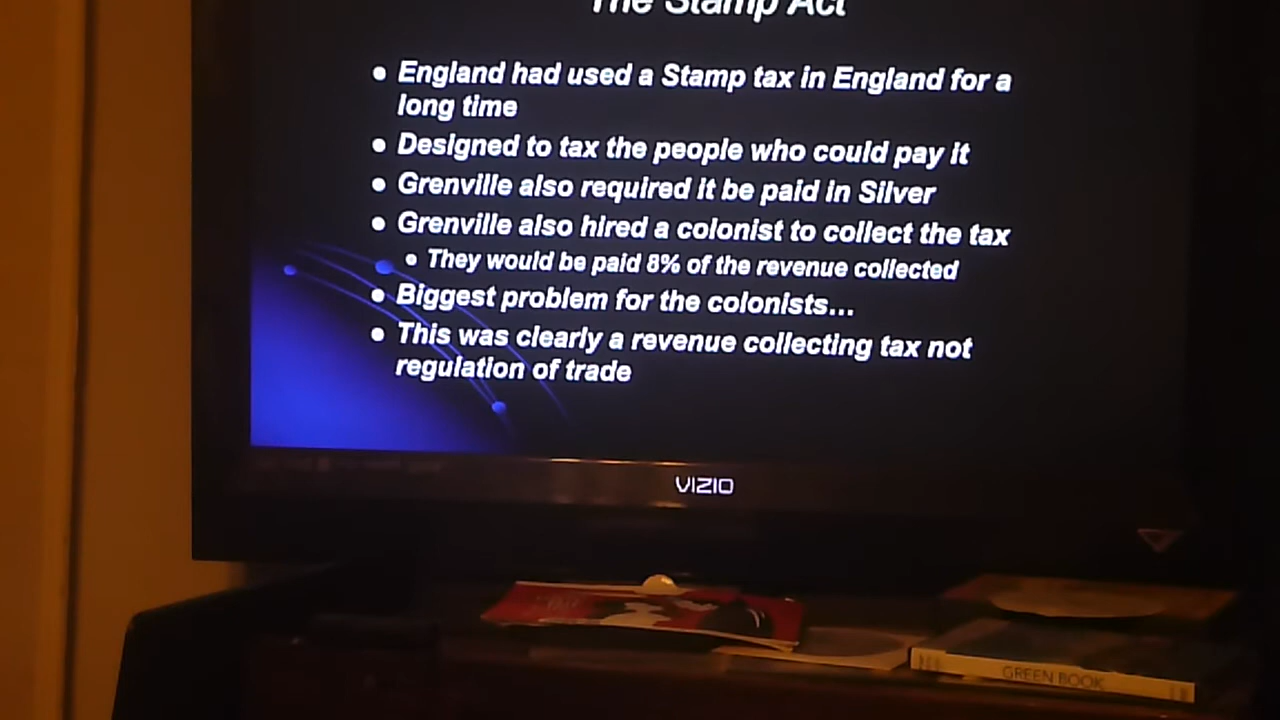 The Stamp Act
• England had used a Stamp tax in England for a
long time
• Designed to tax the people who could pay it
• Grenville also required it be paid in Silver
• Grenville also hired a colonist to collect the tax
• They would be paid 8% of the revenue collected
• Biggest problem for the colonists...
• This was clearly a revenue collecting tax not
regulation of trade
VIZIO
GREEN BOOK